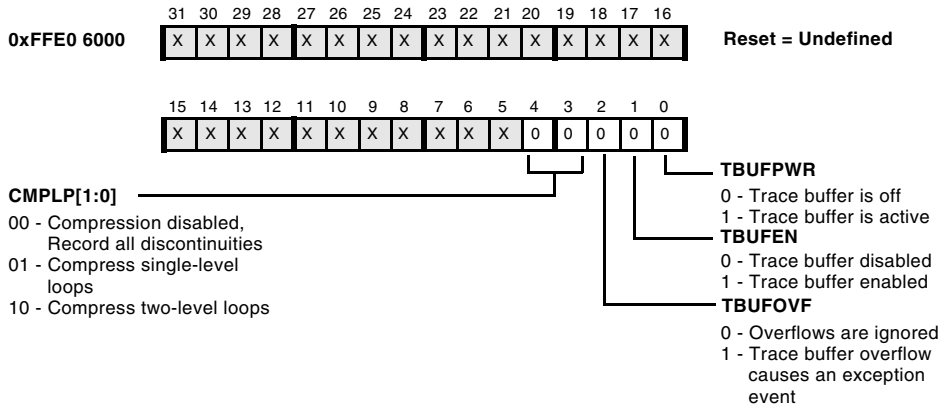 31 30 29 28 27 26 25 24 23 22 21 20 19 18 17 16
0xFFE0 6000 X X X X X X X X X X X X X X X X Reset = Undefined
15 14 13 12 11 10 9 8 7 6 5 4 3 2 1 0
X X X X X X X X X X X 0 0 0 0 0
CMPLP[1:0]
00 - Compression disabled,
Record all discontinuities
01 - Compress single-level
loops
10 - Compress two-level loops
TBUFPWR
0 - Trace buffer is off
1 - Trace buffer is active
TBUFEN
0 - Trace buffer disabled
1 - Trace buffer enabled
TBUFOVF
0 - Overflows are ignored
1 - Trace buffer overflow
causes an exception
event